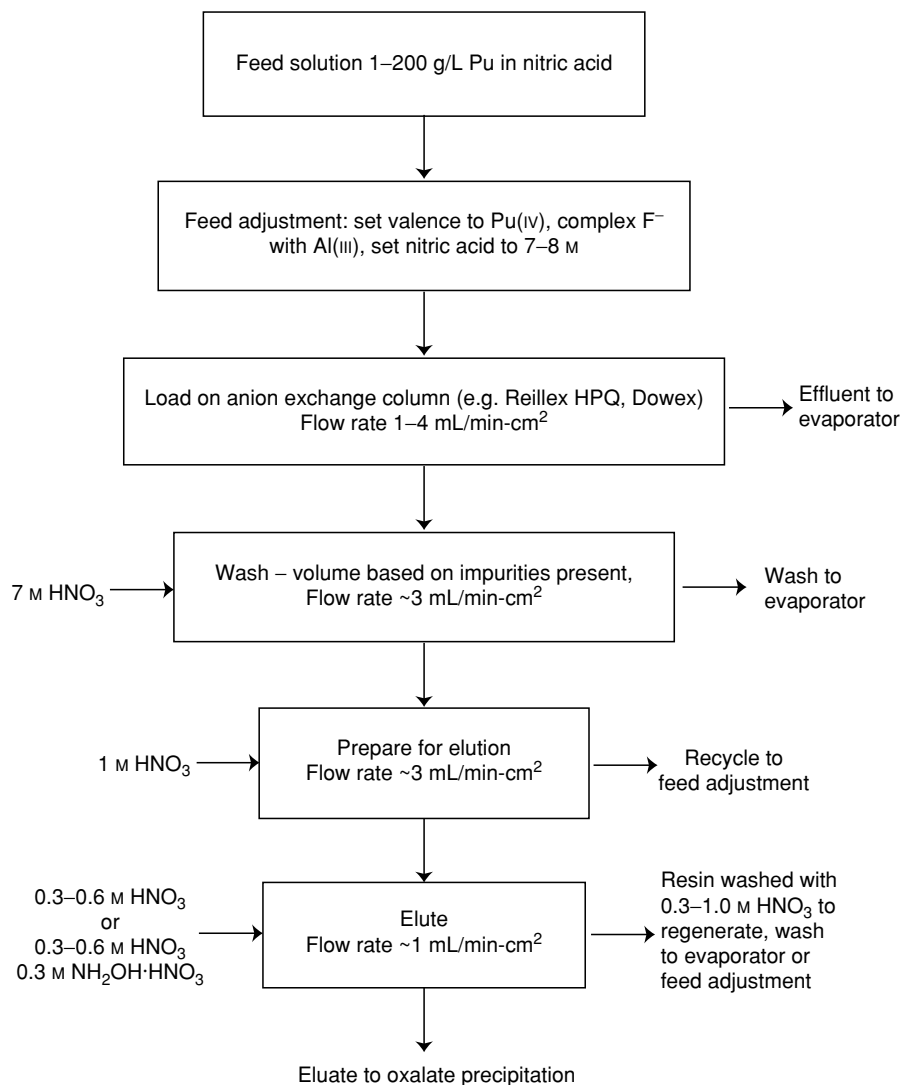 Feed solution 1–200 g/L Pu in nitric acid
Feed adjustment: set valence to Pu(IV), complex F⁻
with Al(III), set nitric acid to 7–8 M
Load on anion exchange column (e.g. Reillex HPQ, Dowex)
Flow rate 1–4 mL/min-cm²
Effluent to
evaporator
7 M HNO₃
Wash – volume based on impurities present,
Flow rate ~3 mL/min-cm²
Wash to
evaporator
1 M HNO₃
Prepare for elution
Flow rate ~3 mL/min-cm²
Recycle to
feed adjustment
0.3–0.6 M HNO₃
or
0.3–0.6 M HNO₃
0.3 M NH₂OH·HNO₃
Elute
Flow rate ~1 mL/min-cm²
Resin washed with
0.3–1.0 M HNO₃ to
regenerate, wash
to evaporator or
feed adjustment
Eluate to oxalate precipitation